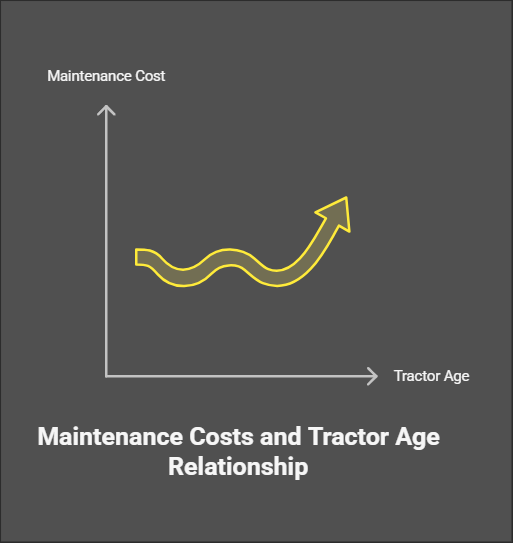 Maintenance Cost
Tractor Age
Maintenance Costs and Tractor Age
Relationship